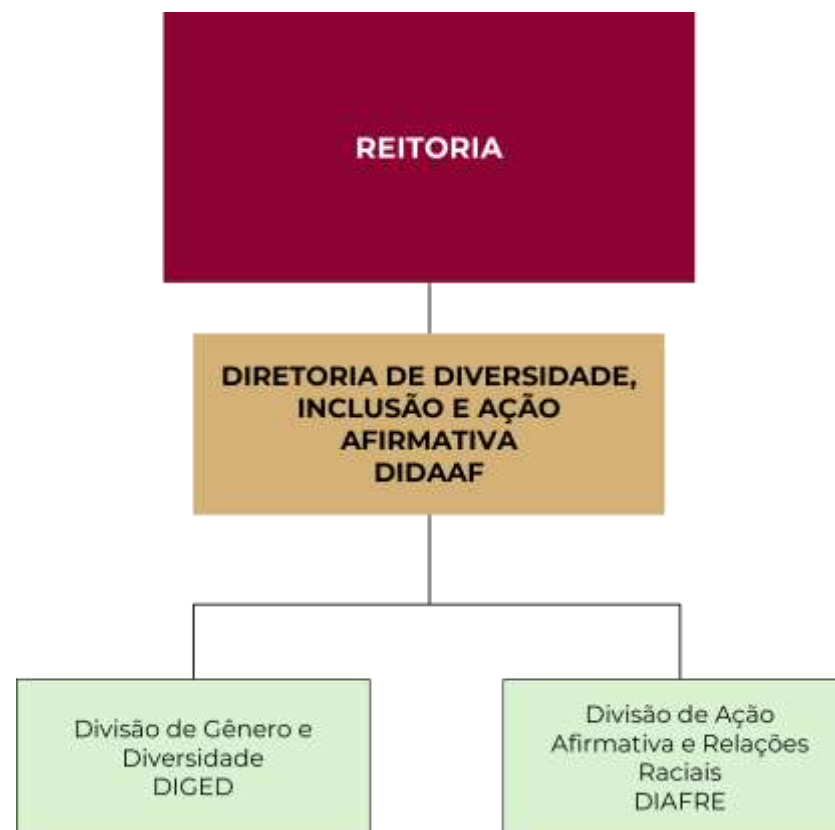 REITORIA
DIRETORIA DE DIVERSIDADE,
INCLUSÃO E AÇÃO
AFIRMATIVA
DIDAAF
Divisão de Gênero e
Diversidade
DIGED
Divisão de Ação
Afirmativa e Relações
Raciais
DIAFRE